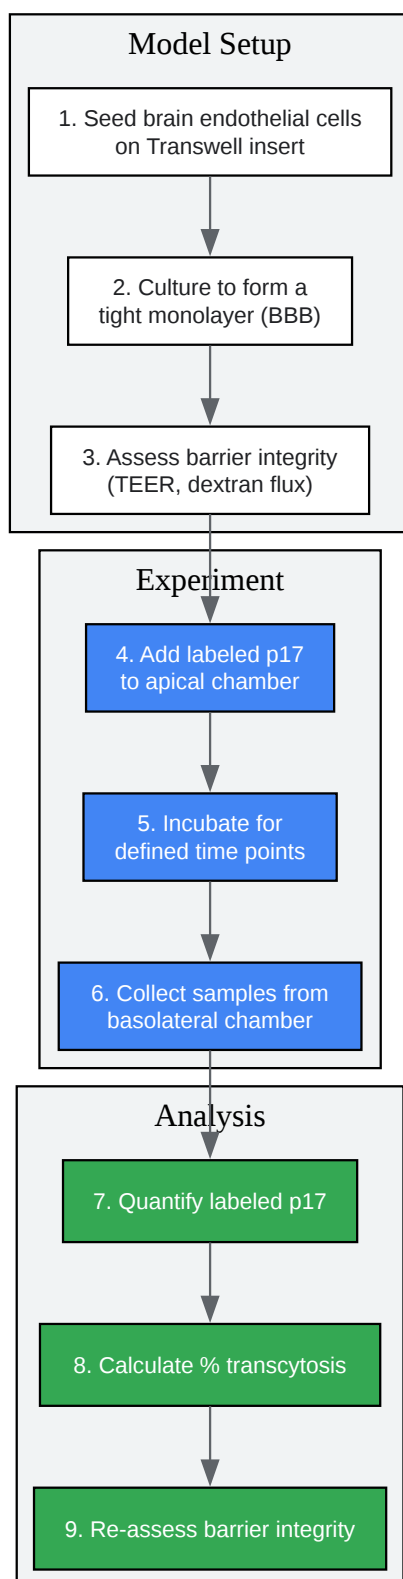 Model Setup
1. Seed brain endothelial cells
on Transwell insert
2. Culture to form a
tight monolayer (BBB)
3. Assess barrier integrity
(TEER, dextran flux)
Experiment
4. Add labeled p17
to apical chamber
5. Incubate for
defined time points
6. Collect samples from
basolateral chamber
Analysis
7. Quantify labeled p17
8. Calculate % transcytosis
9. Re-assess barrier integrity